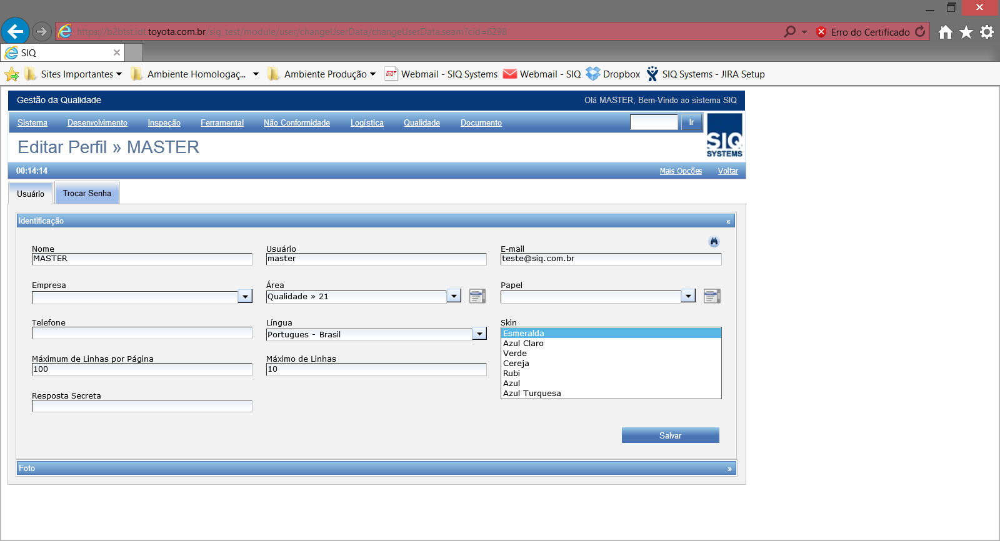 https://b2btst.idt.toyota.com.br/siq_test/module/user/changeUserData/changeUserData.seam?cid=6298
Erro do Certificado
SIQ
Sites Importantes
Ambiente Homologaç...
Ambiente Produção
Webmail - SIQ Systems
Webmail - SIQ
Dropbox
SIQ Systems - JIRA Setup
Gestão da Qualidade
Olá MASTER, Bem-Vindo ao sistema SIQ
Sistema
Desenvolvimento
Inspeção
Ferramental
Não Conformidade
Logística
Qualidade
Documento
Ir
SIQ
SYSTEMS
Editar Perfil » MASTER
00:14:14
Mais Opções
Voltar
Usuário
Trocar Senha
Identificação
«
Nome
MASTER
Usuário
master
E-mail
teste@siq.com.br
Empresa
Área
Qualidade » 21
Papel
Telefone
Língua
Portugues - Brasil
Skin
Esmeralda
Azul Claro
Verde
Cereja
Rubi
Azul
Azul Turquesa
Máximum de Linhas por Página
100
Máximo de Linhas
10
Resposta Secreta
Salvar
Foto
»